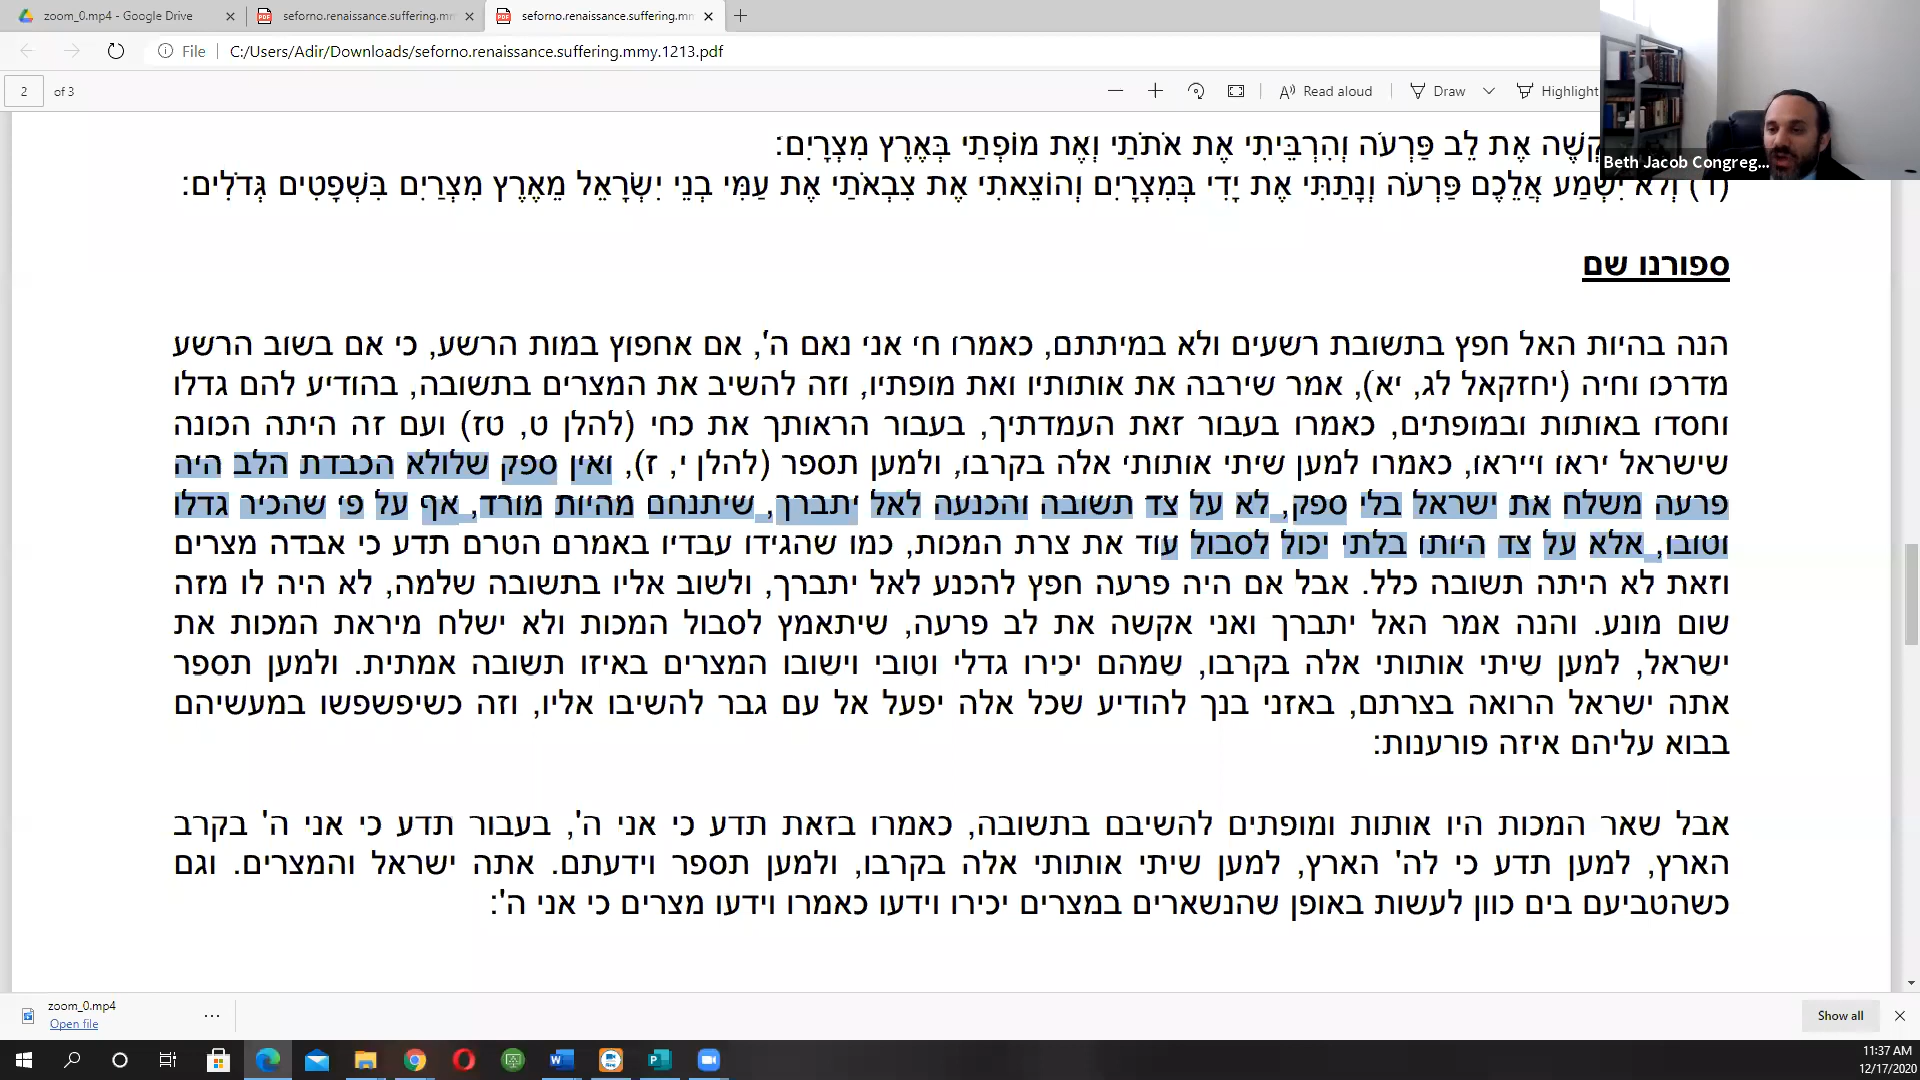 zoom_0.mp4 - Google Drive
seforno.renaissance.suffering.mm
seforno.renaissance.suffering.mm
File
C:/Users/Adir/Downloads/seforno.renaissance.suffering.mmy.1213.pdf
2 of 3
Read aloud
Draw
Highlight
Beth Jacob Congreg...
אֶת לֵב פַּרְעֹה וְהִרְבֵּיתִי אֶת אֹתֹתַי וְאֶת מוֹפְתַי בְּאֶרֶץ מִצְרָיִם:
(ד) וְלֹא יִשְׁמַע אֲלֵכֶם פַּרְעֹה וְנָתַתִּי אֶת יָדִי בְּמִצְרָיִם וְהוֹצֵאתִי אֶת צִבְאֹתַי אֶת עַמִּי בְנֵי יִשְׂרָאֵל מֵאֶרֶץ מִצְרַיִם בִּשְׁפָטִים גְּדֹלִים:
ספורנו שם
הנה בהיות האל חפץ בתשובת רשעים ולא במיתתם, כאמרו חי אני נאם ה', אם אחפוץ במות הרשע, כי אם בשוב הרשע
מדרכו וחיה (יחזקאל לג, יא), אמר שירבה את אותותיו ואת מופתיו, וזה להשיב את המצרים בתשובה, בהודיע להם גדלו
וחסדו באותות ובמופתים, כאמרו בעבור זאת העמדתיך, בעבור הראותך את כחי (להלן ט, טז) ועם זה היתה הכונה
שישראל יראו וייראו, כאמרו למען שיתי אותותי אלה בקרבו, ולמען תספר (להלן י, ז), ואין ספק שלולא הכבדת הלב היה
פרעה משלח את ישראל בלי ספק, לא על צד תשובה והכנעה לאל יתברך, שיתנחם מהיות מורד, אף על פי שהכיר גדלו
וטובו, אלא על צד היותו בלתי יכול לסבול עוד את צרת המכות, כמו שהגידו עבדיו באמרם הטרם תדע כי אבדה מצרים
וזאת לא היתה תשובה כלל. אבל אם היה פרעה חפץ להכנע לאל יתברך, ולשוב אליו בתשובה שלמה, לא היה לו מזה
שום מונע. והנה אמר האל יתברך ואני אקשה את לב פרעה, שיתאמץ לסבול המכות ולא ישלח מיראת המכות את
ישראל, למען שיתי אותותי אלה בקרבו, שמהם יכירו גדלי וטובי וישובו המצרים באיזו תשובה אמתית. ולמען תספר
אתה ישראל הרואה בצרתם, באזני בנך להודיע שכל אלה יפעל אל עם גבר להשיבו אליו, וזה כשיפשפשו במעשיהם
בבוא עליהם איזה פורענות:
אבל שאר המכות היו אותות ומופתים להשיבם בתשובה, כאמרו בזאת תדע כי אני ה', בעבור תדע כי אני ה' בקרב
הארץ, למען תדע כי לה' הארץ, למען שיתי אותותי אלה בקרבו, ולמען תספר וידעתם. אתה ישראל והמצרים. וגם
כשהטביעם בים כוון לעשות באופן שהנשארים במצרים יכירו וידעו כאמרו וידעו מצרים כי אני ה':
zoom_0.mp4
Open file
Show all
11:37 AM
12/17/2020